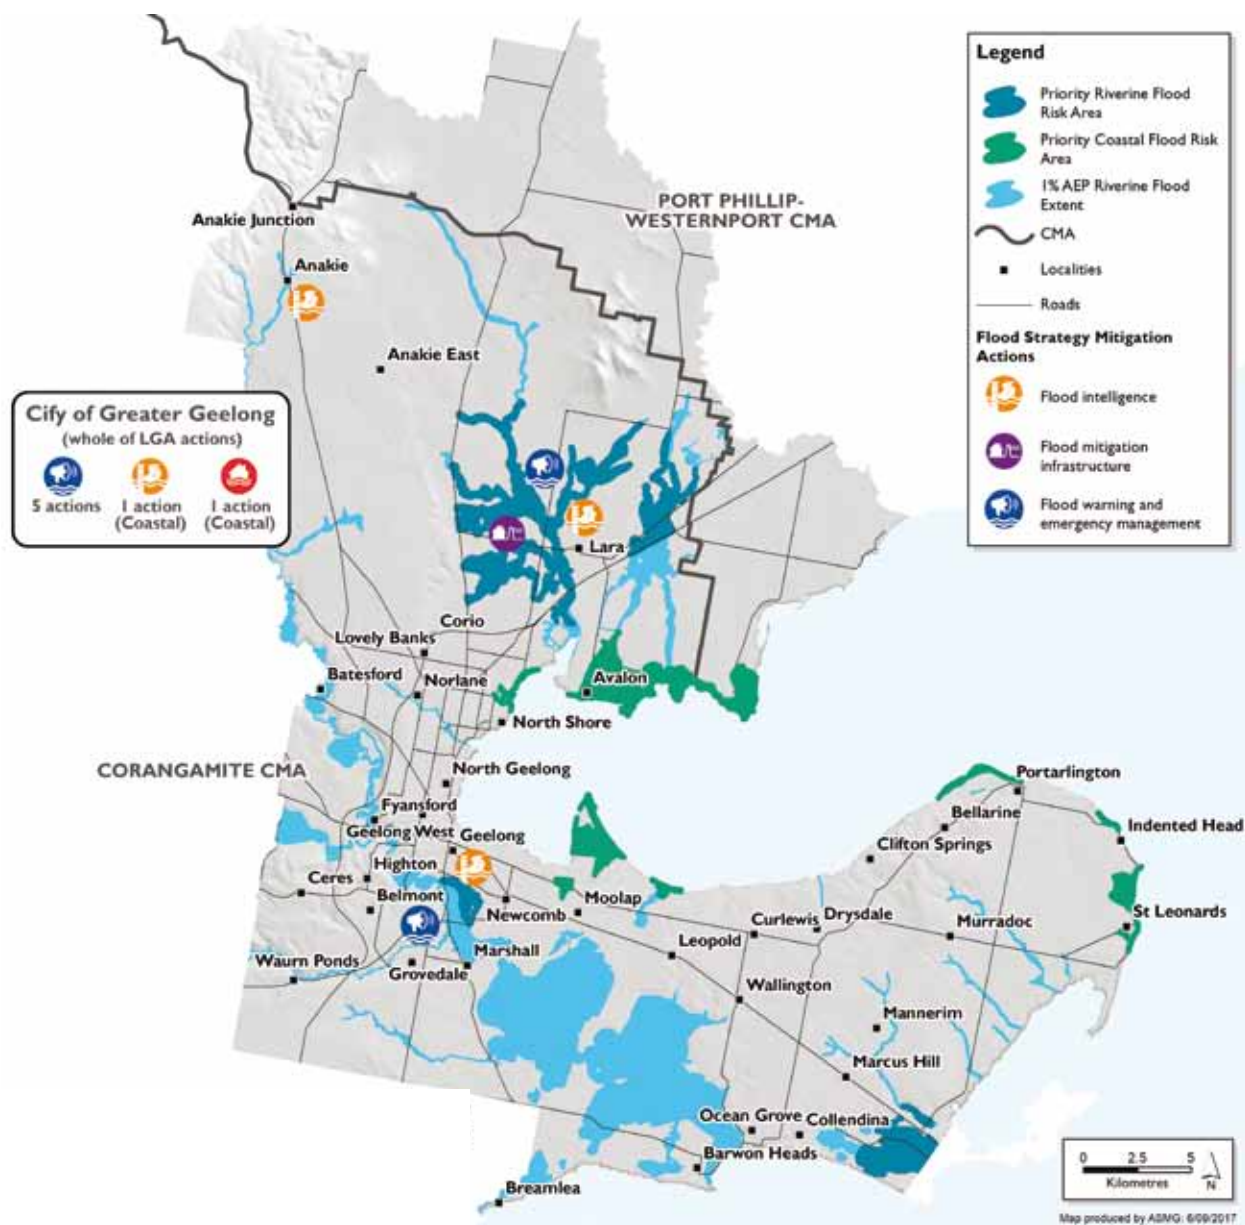 Legend
Priority Riverine Flood
Risk Area
Priority Coastal Flood Risk
Area
1% AEP Riverine Flood
Extent
CMA
Localities
Roads
Flood Strategy Mitigation
Actions
Flood intelligence
Flood mitigation
infrastructure
Flood warning and
emergency management
PORT PHILLIP-
WESTERNPORT CMA
Anakie Junction
Anakie
Anakie East
Cify of Greater Geelong
(whole of LGA actions)
5 actions
1 action
(Coastal)
1 action
(Coastal)
Lara
Corio
Lovely Banks
Batesford
Norlane
Avalon
North Shore
CORANGAMITE CMA
North Geelong
Portarlington
Fyansford
Bellarine
Indented Head
Geelong West
Geelong
Clifton Springs
Highton
Ceres
Belmont
Moolap
Newcomb
Curlewis
Drysdale
Murradoc
St Leonards
Leopold
Marshall
Waurn Ponds
Grovedale
Wallington
Mannerim
Marcus Hill
Ocean Grove
Collendina
Barwon Heads
Breamlea
0 2.5 5
Kilometres
N
Map produced by ASMG: 6/09/2017